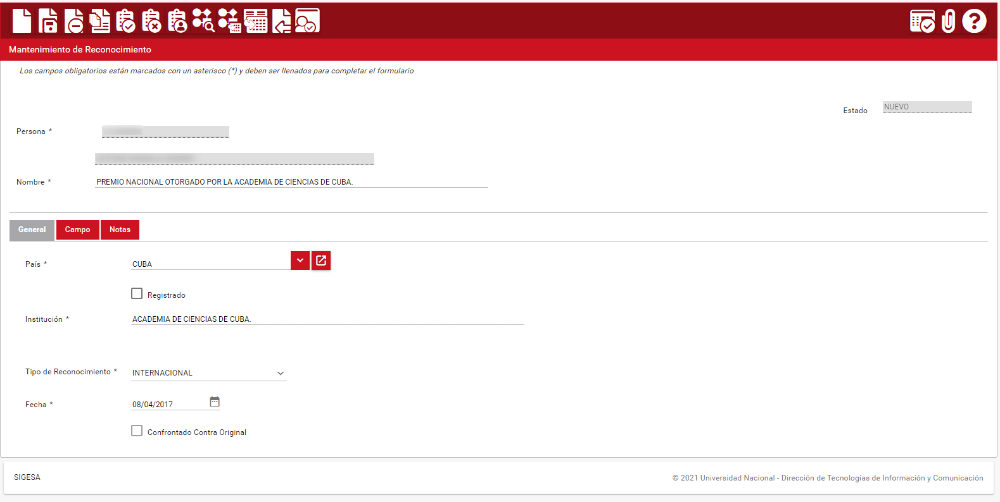 Mantenimiento de Reconocimiento
Los campos obligatorios están marcados con un asterisco (*) y deben ser llenados para completar el formulario
Estado NUEVO
Persona *
Nombre * PREMIO NACIONAL OTORGADO POR LA ACADEMIA DE CIENCIAS DE CUBA.
General Campo Notas
País * CUBA
Registrado
Institución * ACADEMIA DE CIENCIAS DE CUBA.
Tipo de Reconocimiento * INTERNACIONAL
Fecha * 08/04/2017
Confrontado Contra Original
SIGESA © 2021 Universidad Nacional - Dirección de Tecnologías de Información y Comunicación